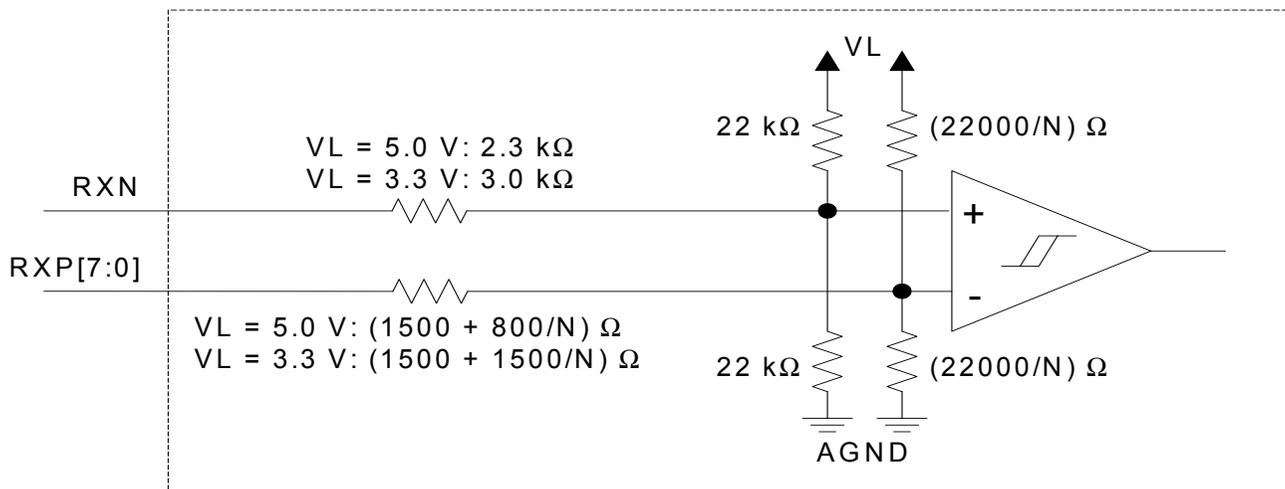 VL
22 kΩ
(22000/N) Ω
VL = 5.0 V: 2.3 kΩ
VL = 3.3 V: 3.0 kΩ
RXN
+
RXP[7:0]
-
VL = 5.0 V: (1500 + 800/N) Ω
VL = 3.3 V: (1500 + 1500/N) Ω
22 kΩ
(22000/N) Ω
AGND